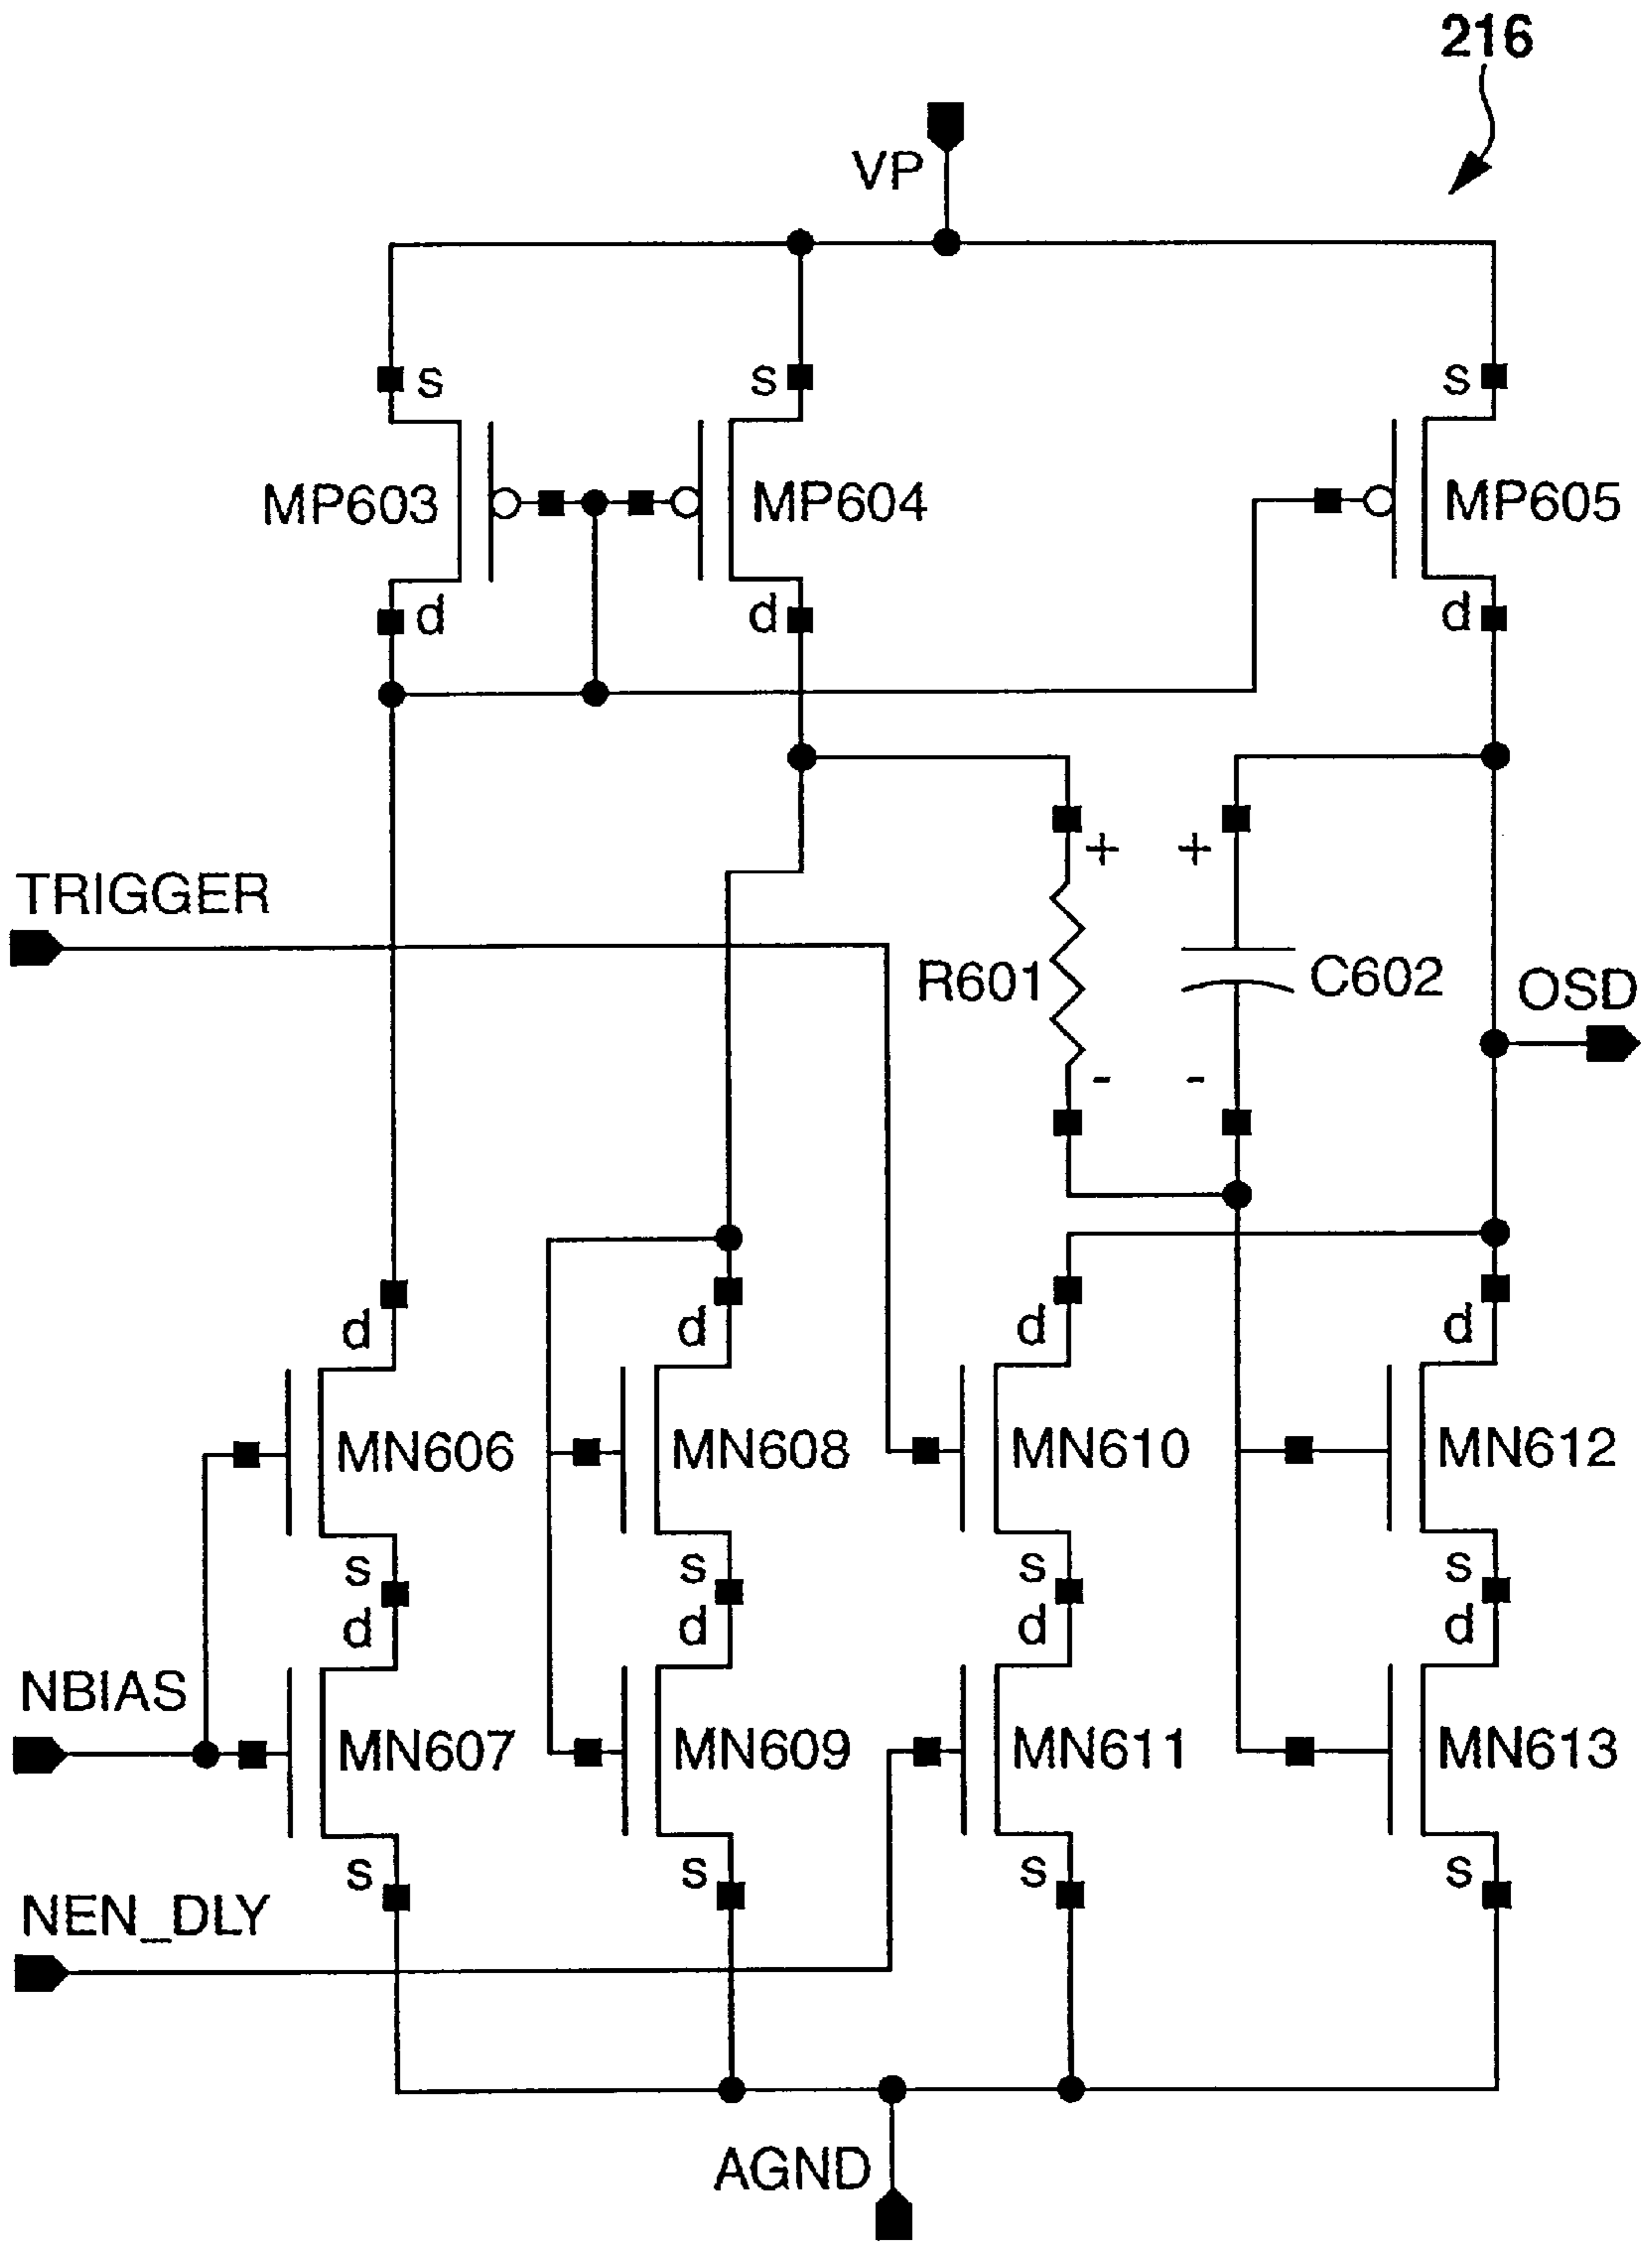 216
VP
s s s
MP603 MP604 MP605
d d d
+ +
TRIGGER
R601 C602 OSD
- -
d d d d
MN606 MN608 MN610 MN612
s s s s
d d d d
NBIAS
MN607 MN609 MN611 MN613
s s s s
NEN_DLY
AGND